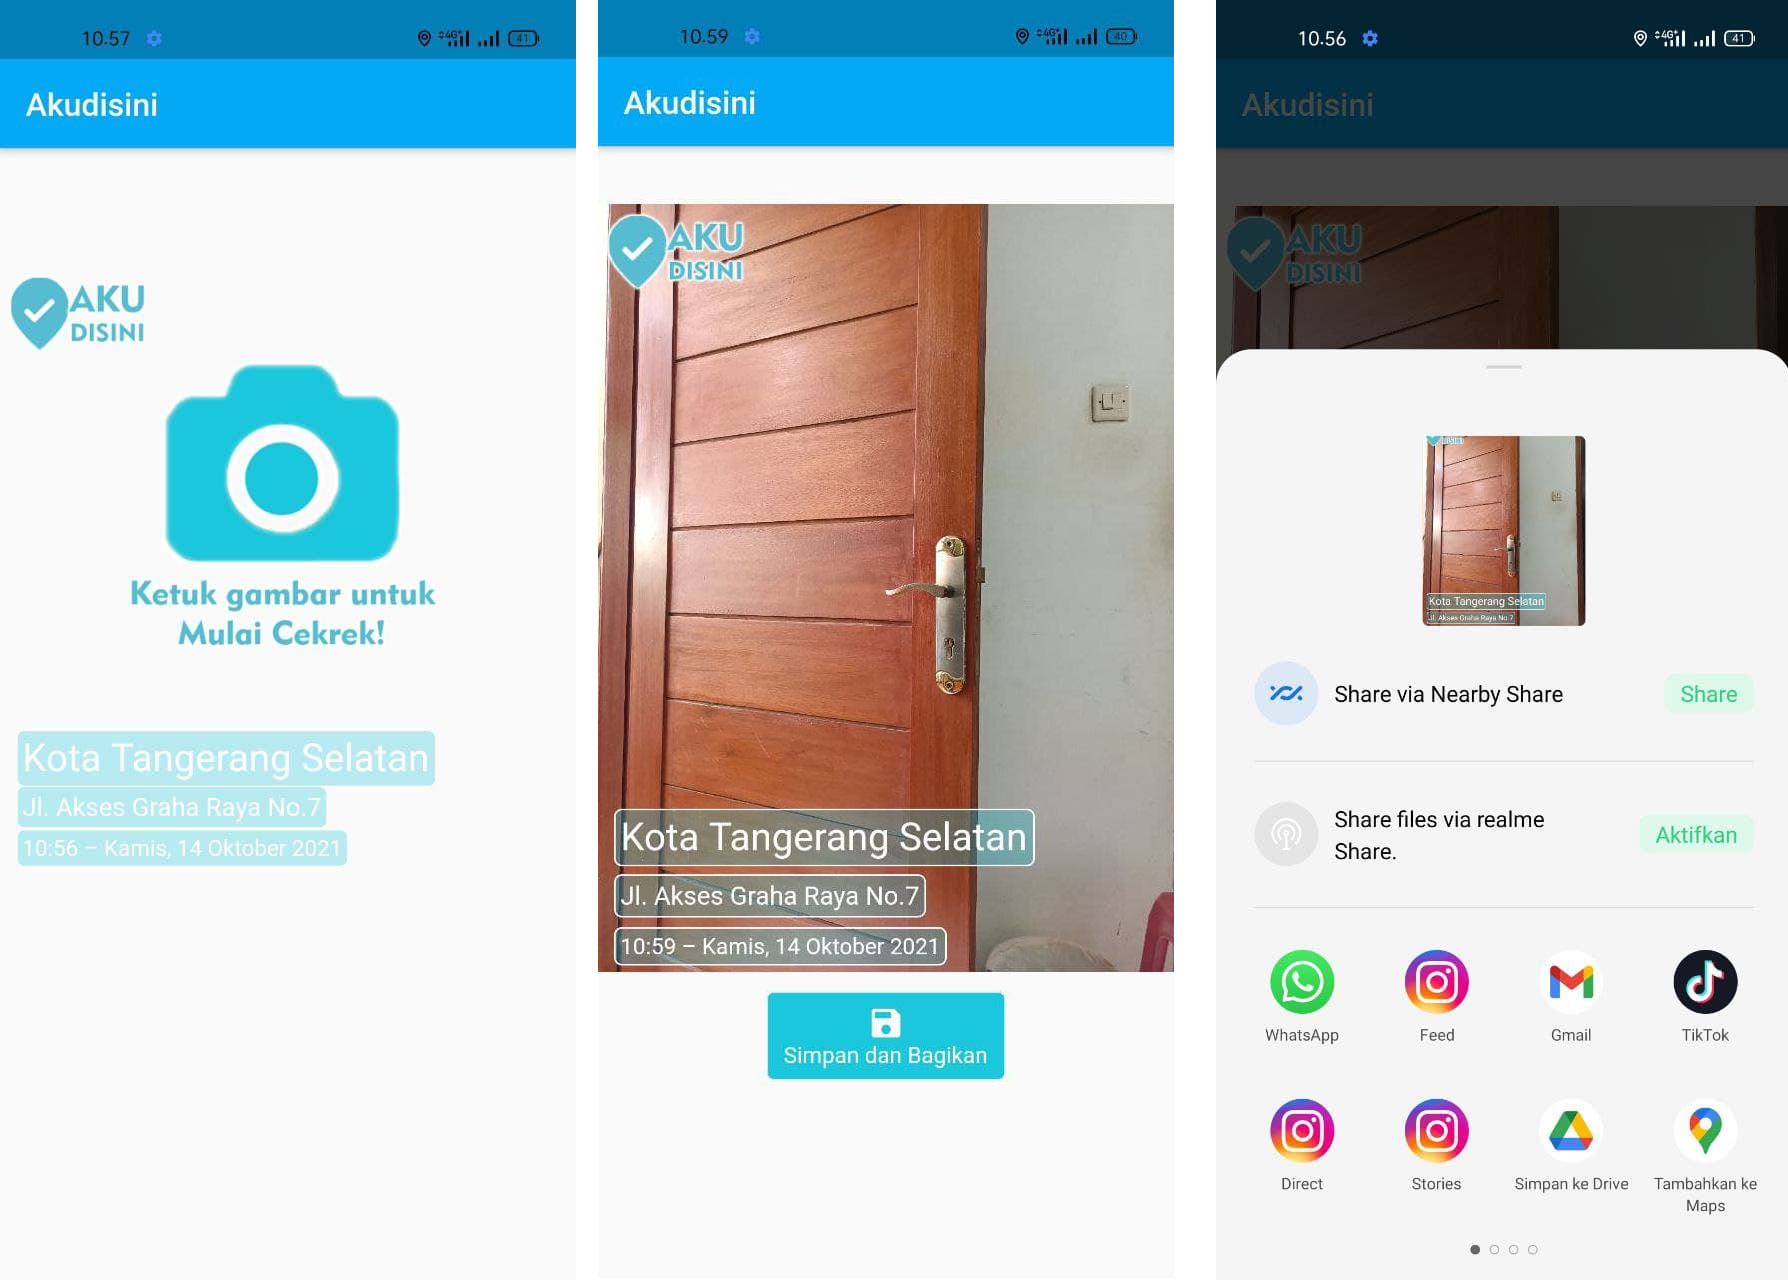 10.57
4G+
41
Akudisini
AKU
DISINI
Ketuk gambar untuk
Mulai Cekrek!
Kota Tangerang Selatan
Jl. Akses Graha Raya No.7
10:56 – Kamis, 14 Oktober 2021
10.59
4G+
40
Akudisini
AKU
DISINI
Kota Tangerang Selatan
Jl. Akses Graha Raya No.7
10:59 – Kamis, 14 Oktober 2021
Simpan dan Bagikan
10.56
4G+
41
Akudisini
AKU
DISINI
DISINI
Kota Tangerang Selatan
Jl. Akses Graha Raya No.7
Share via Nearby Share
Share
Share files via realme
Share.
Aktifkan
WhatsApp
Feed
Gmail
TikTok
Direct
Stories
Simpan ke Drive
Tambahkan ke
Maps